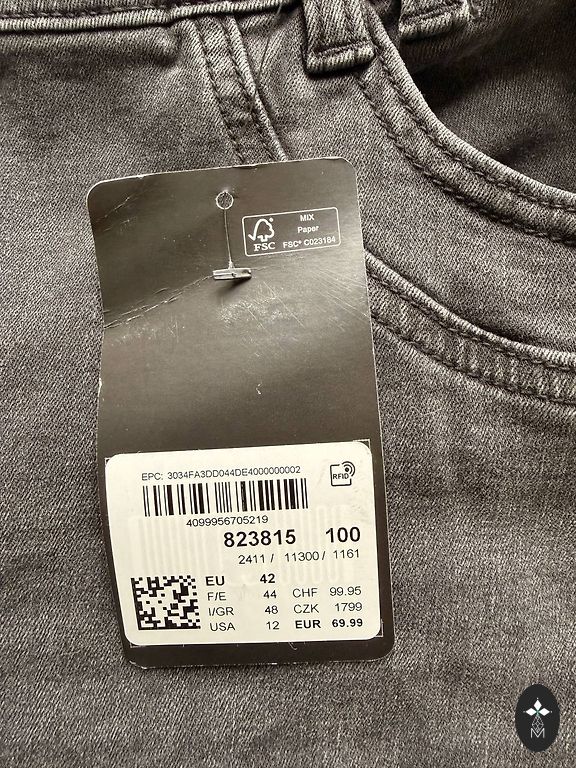 MIX
Paper
FSC
FSC® C023184
EPC: 3034FA3DD044DE4000000002
RFID
4099956705219
823815 100
2411 / 11300 / 1161
EU 42
F/E 44 CHF 99.95
I/GR 48 CZK 1799
USA 12 EUR 69.99
M